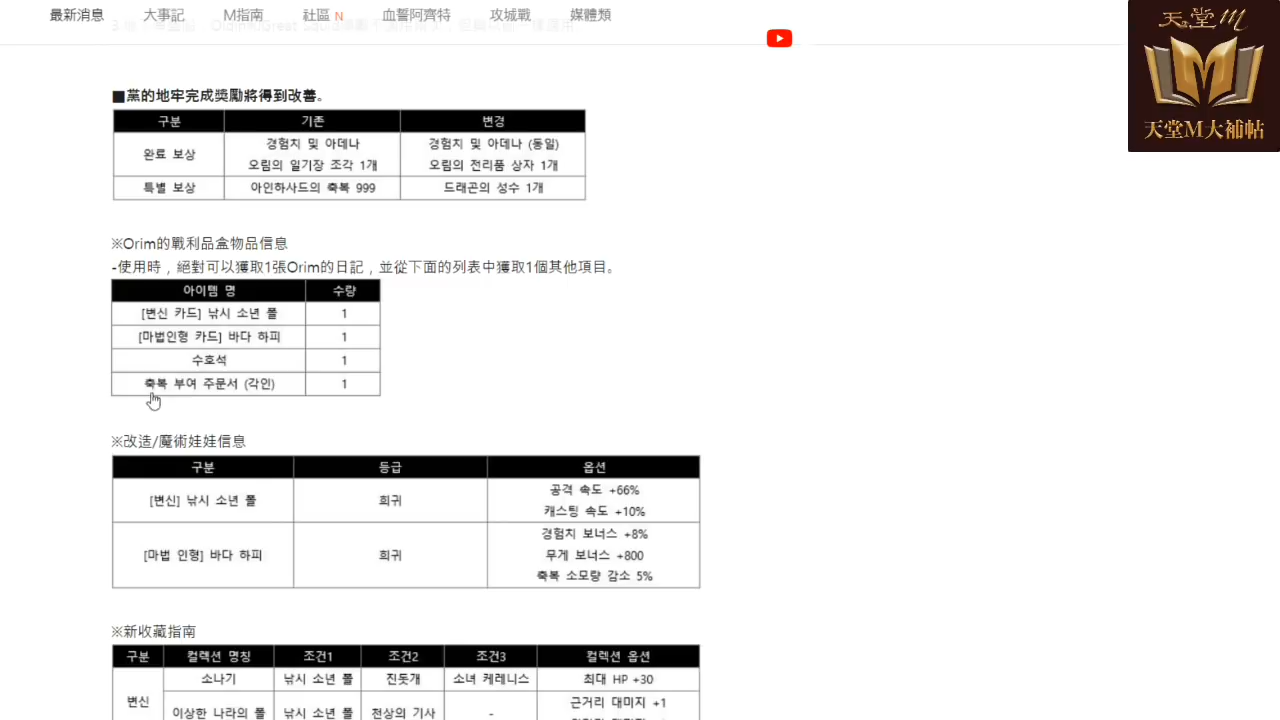 最新消息 大事記 M指南 社區 N 血誓阿齊特 攻城戰 媒體類
天堂M
天堂M大補帖
■黨的地牢完成獎勵將得到改善。
구분 기존 변경
완료 보상 경험치 및 아데나 경험치 및 아데나 (동일)
오림의 일기장 조각 1개 오림의 전리품 상자 1개
특별 보상 아인하사드의 축복 999 드래곤의 성수 1개
※Orim的戰利品盒物品信息
-使用時，絕對可以獲取1張Orim的日記，並從下面的列表中獲取1個其他項目。
아이템 명 수량
[변신 카드] 낚시 소년 폴 1
[마법인형 카드] 바다 하피 1
수호석 1
축복 부여 주문서 (각인) 1
※改造/魔術娃娃信息
구분 등급 옵션
[변신] 낚시 소년 폴 희귀 공격 속도 +66%
캐스팅 속도 +10%
[마법 인형] 바다 하피 희귀 경험치 보너스 +8%
무게 보너스 +800
축복 소모량 감소 5%
※新收藏指南
구분 컬렉션 명칭 조건1 조건2 조건3 컬렉션 옵션
변신 소나기 낚시 소년 폴 진돗개 소녀 케레니스 최대 HP +30
이상한 나라의 폴 낚시 소년 폴 천상의 기사 - 근거리 대미지 +1